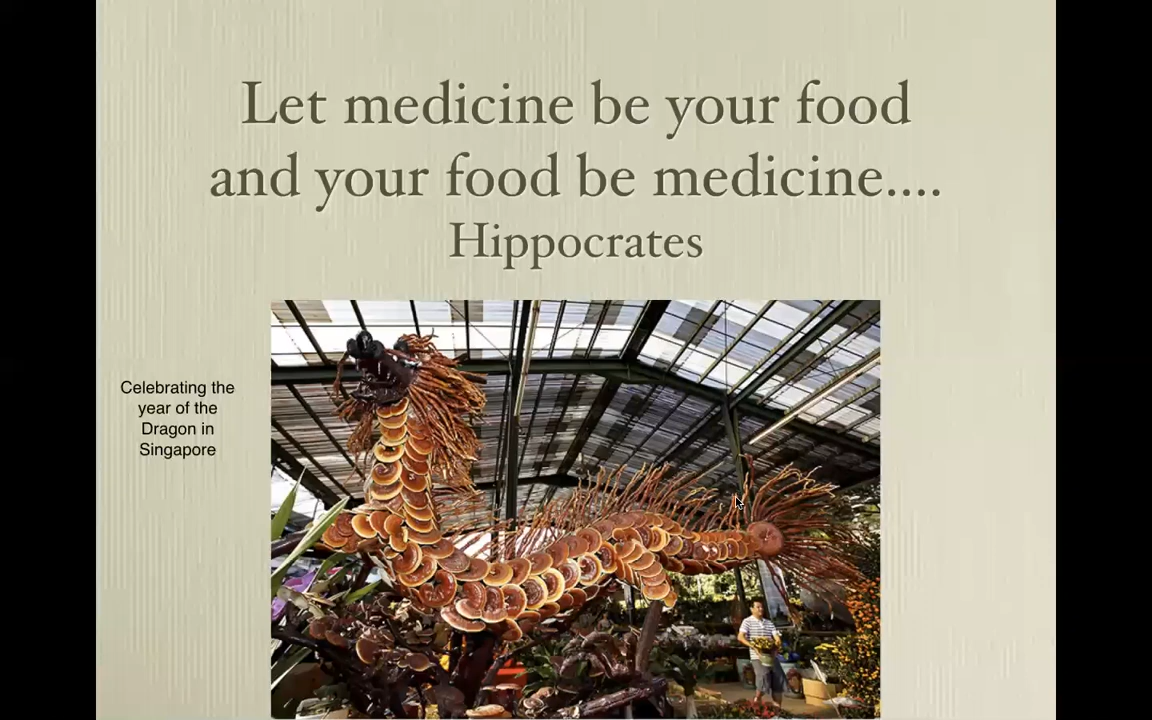 Let medicine be your food
and your food be medicine....
Hippocrates
Celebrating the
year of the
Dragon in
Singapore